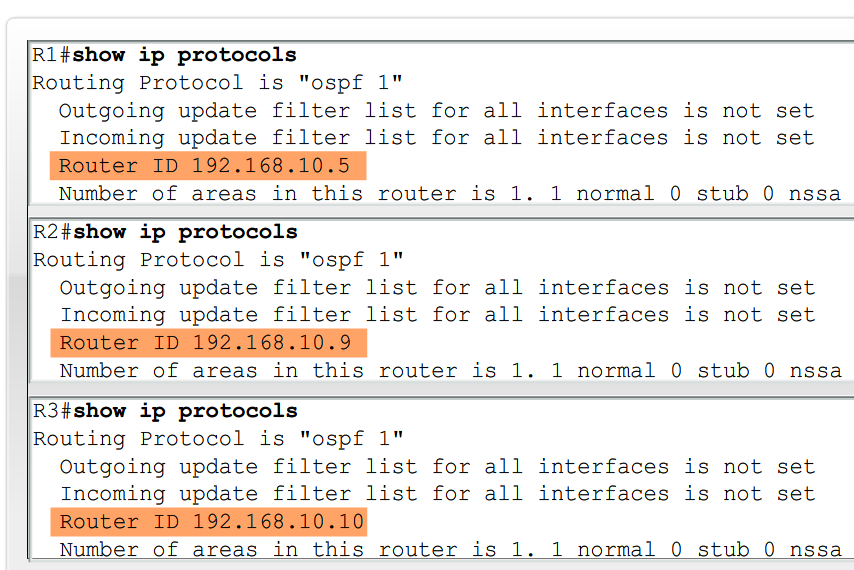 R1#show ip protocols
Routing Protocol is "ospf 1"
Outgoing update filter list for all interfaces is not set
Incoming update filter list for all interfaces is not set
Router ID 192.168.10.5
Number of areas in this router is 1. 1 normal 0 stub 0 nssa
R2#show ip protocols
Routing Protocol is "ospf 1"
Outgoing update filter list for all interfaces is not set
Incoming update filter list for all interfaces is not set
Router ID 192.168.10.9
Number of areas in this router is 1. 1 normal 0 stub 0 nssa
R3#show ip protocols
Routing Protocol is "ospf 1"
Outgoing update filter list for all interfaces is not set
Incoming update filter list for all interfaces is not set
Router ID 192.168.10.10
Number of areas in this router is 1. 1 normal 0 stub 0 nssa